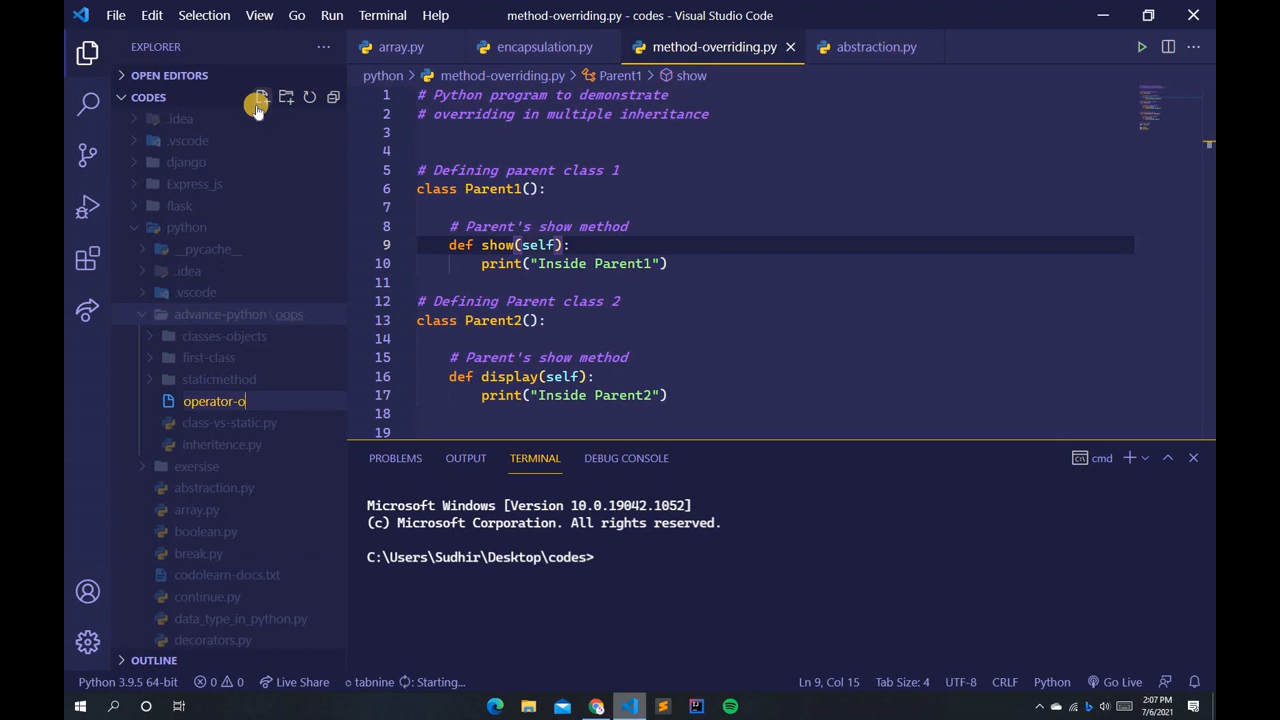 File Edit Selection View Go Run Terminal Help method-overriding.py - codes - Visual Studio Code
EXPLORER
array.py encapsulation.py method-overriding.py abstraction.py
OPEN EDITORS
python method-overriding.py Parent1 show
CODES
.idea
.vscode
django
Express_js
flask
python
__pycache__
.idea
.vscode
advance-python\oops
classes-objects
first-class
staticmethod
operator-o
class-vs-static.py
inheritence.py
exersise
abstraction.py
array.py
boolean.py
break.py
codolearn-docs.txt
continue.py
data_type_in_python.py
decorators.py
OUTLINE
1 # Python program to demonstrate
2 # overriding in multiple inheritance
3
4
5 # Defining parent class 1
6 class Parent1():
7
8 # Parent's show method
9 def show(self):
10 print("Inside Parent1")
11
12 # Defining Parent class 2
13 class Parent2():
14
15 # Parent's show method
16 def display(self):
17 print("Inside Parent2")
18
19
PROBLEMS OUTPUT TERMINAL DEBUG CONSOLE cmd
Microsoft Windows [Version 10.0.19042.1052]
(c) Microsoft Corporation. All rights reserved.
C:\Users\Sudhir\Desktop\codes>
Python 3.9.5 64-bit 0 0 Live Share tabnine Starting... Ln 9, Col 15 Tab Size: 4 UTF-8 CRLF Python Go Live
2:07 PM
7/6/2021